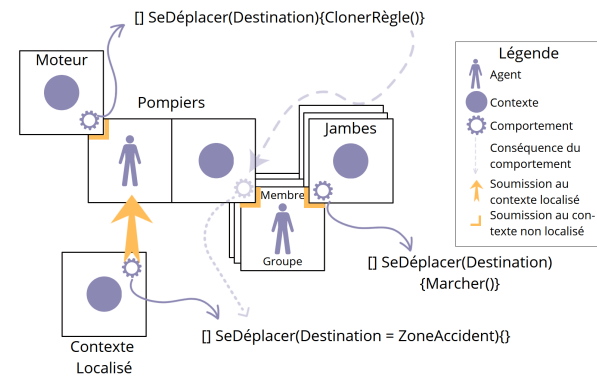 [] SeDéplacer(Destination){ClonerRègle()}
Moteur
Pompiers
Jambes
Membre
Groupe
[] SeDéplacer(Destination)
{Marcher()}
[] SeDéplacer(Destination = ZoneAccident){}
Contexte
Localisé
Légende
Agent
Contexte
Comportement
Conséquence du
comportement
Soumission au
contexte localisé
Soumission au con-
texte non localisé